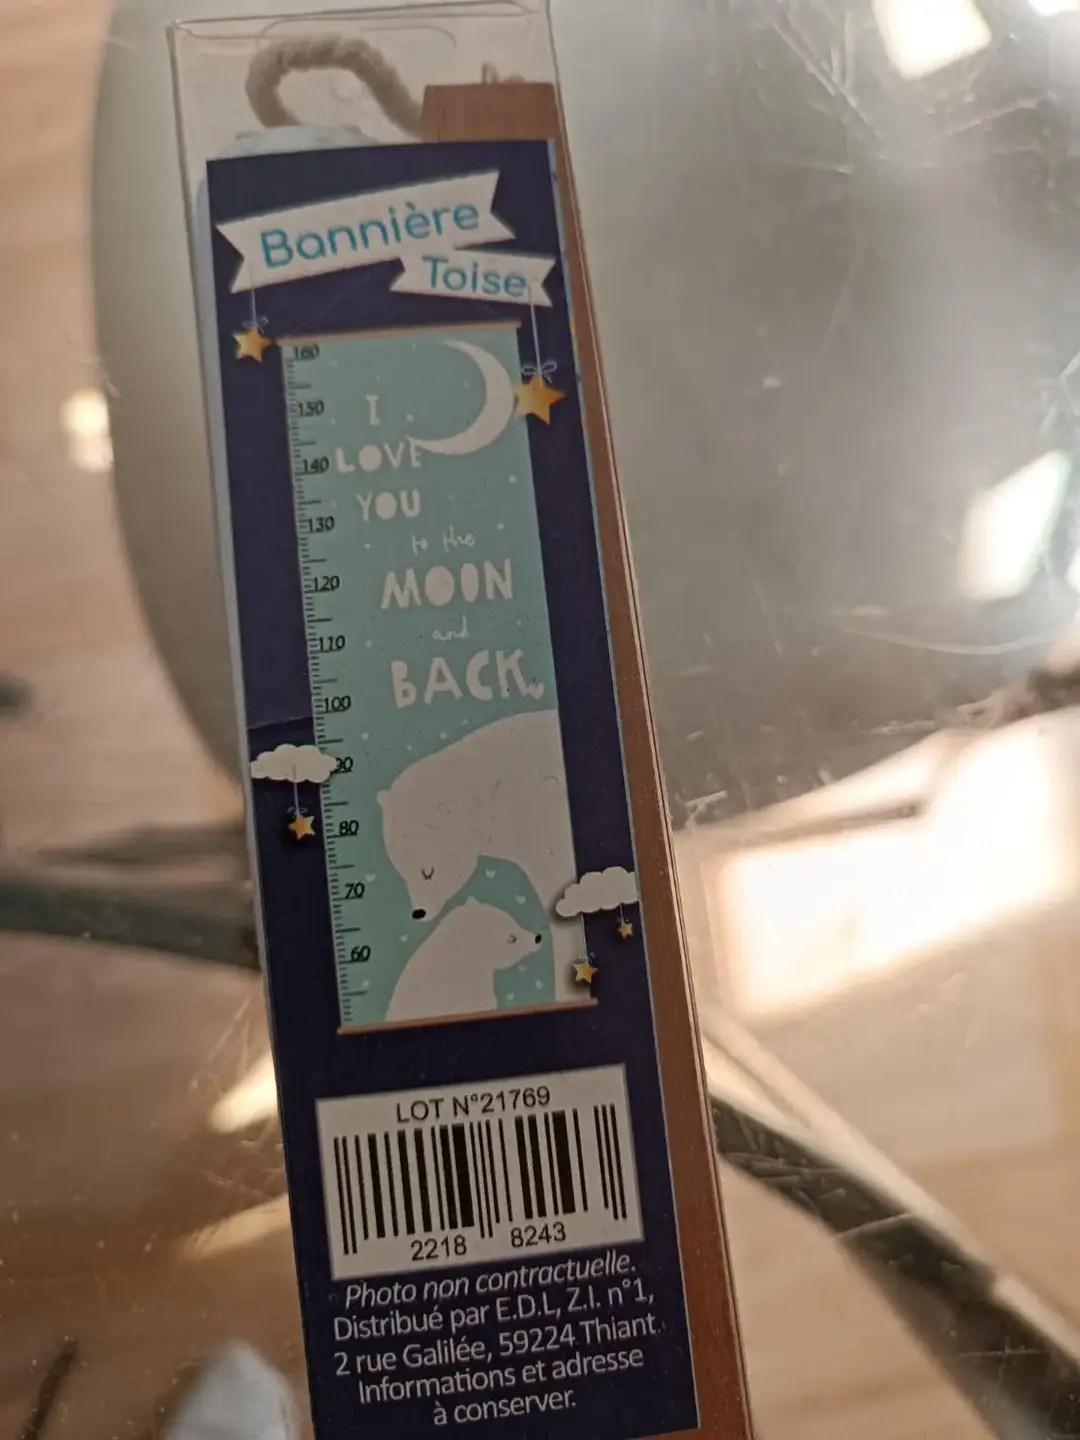 Bannière
Toise
160
150
140
130
120
110
100
90
80
70
60
I
LOVE
YOU
to the
MOON
and
BACK
LOT N°21769
2218 8243
Photo non contractuelle.
Distribué par E.D.L, Z.I. n°1,
2 rue Galilée, 59224 Thiant.
Informations et adresse
à conserver.